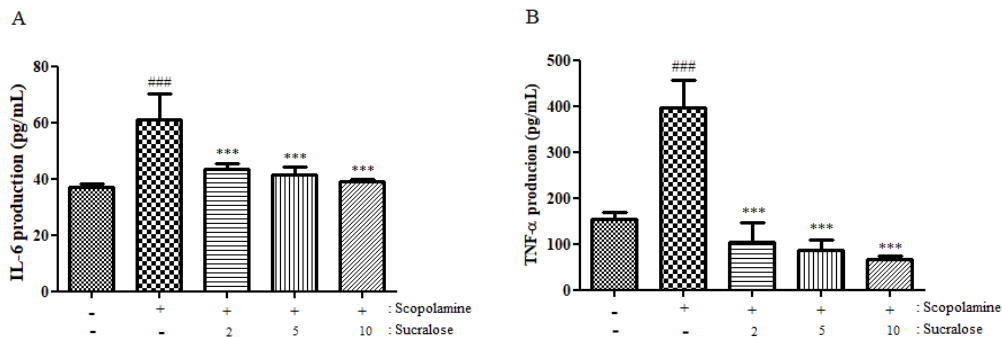 A
IL-6 production (pg/mL)
80
60
40
20
0
###
***
***
***
- + + + + : Scopolamine
- - 2 5 10 : Sucralose
B
TNF-α producion (pg/mL)
500
400
300
200
100
0
###
***
***
***
- + + + + : Scopolamine
- - 2 5 10 : Sucralose